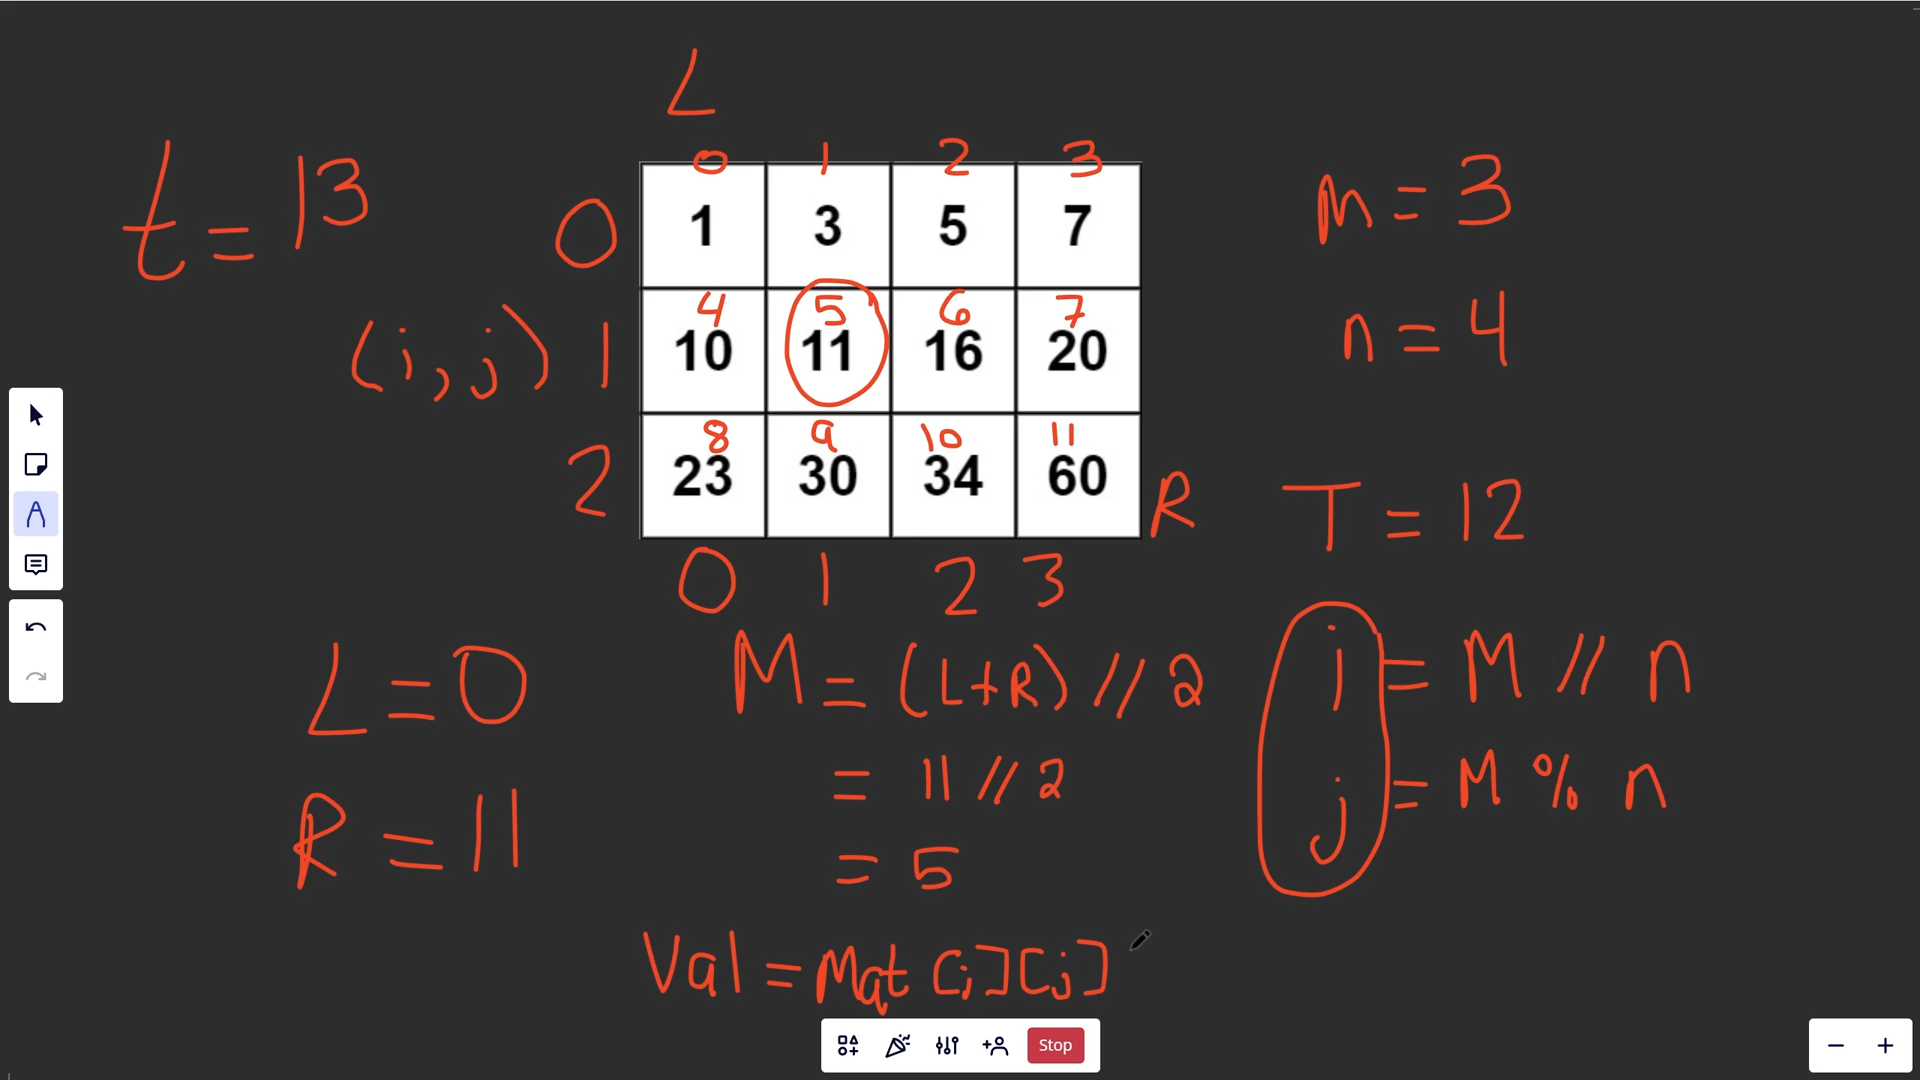 L
t = 13
0 1 2 3
0 1 3 5 7
m = 3
(i, j)
4 5 6 7
1 10 11 16 20
n = 4
8 9 10 11
2 23 30 34 60 R
T = 12
0 1 2 3
L = 0
M = (L+R) // 2
i = M // n
= 11 // 2
j = M % n
R = 11
= 5
Val = Mat [i][j]
Stop